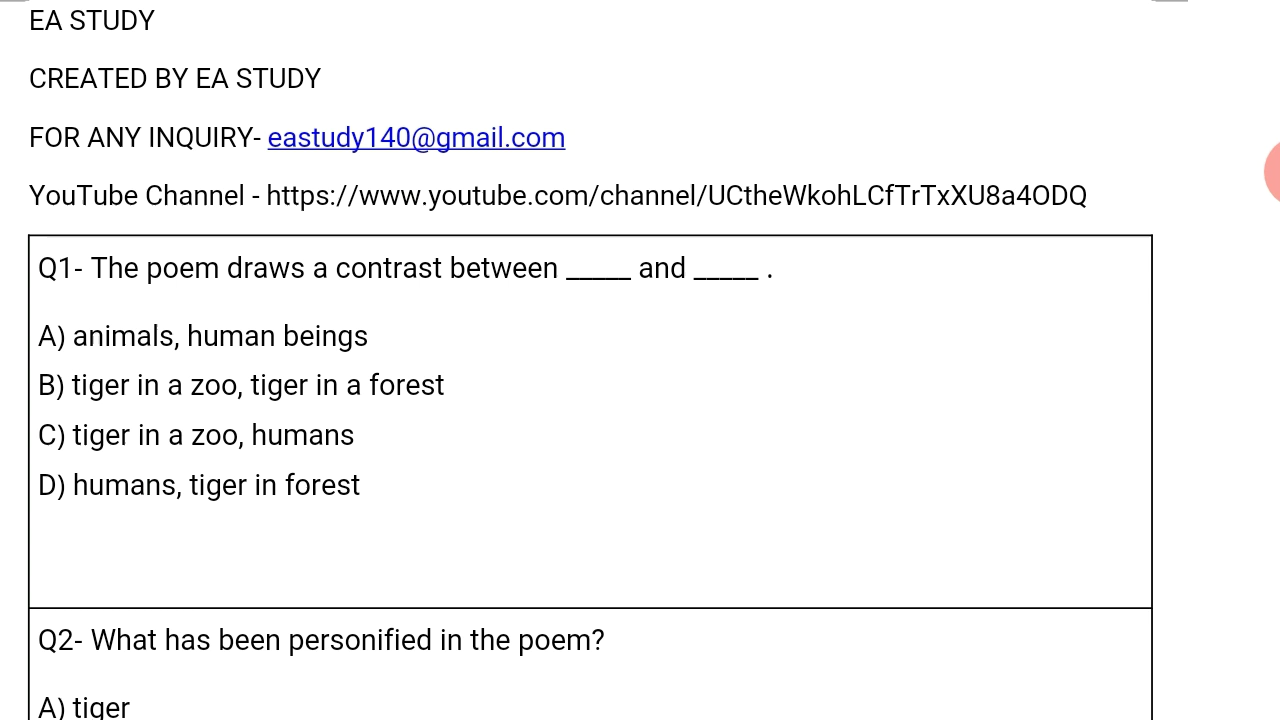 EA STUDY
CREATED BY EA STUDY
FOR ANY INQUIRY- eastudy140@gmail.com
YouTube Channel - https://www.youtube.com/channel/UCtheWkohLCfTrTxXU8a4ODQ
Q1- The poem draws a contrast between _____ and _____ .
A) animals, human beings
B) tiger in a zoo, tiger in a forest
C) tiger in a zoo, humans
D) humans, tiger in forest
Q2- What has been personified in the poem?
A) tiger